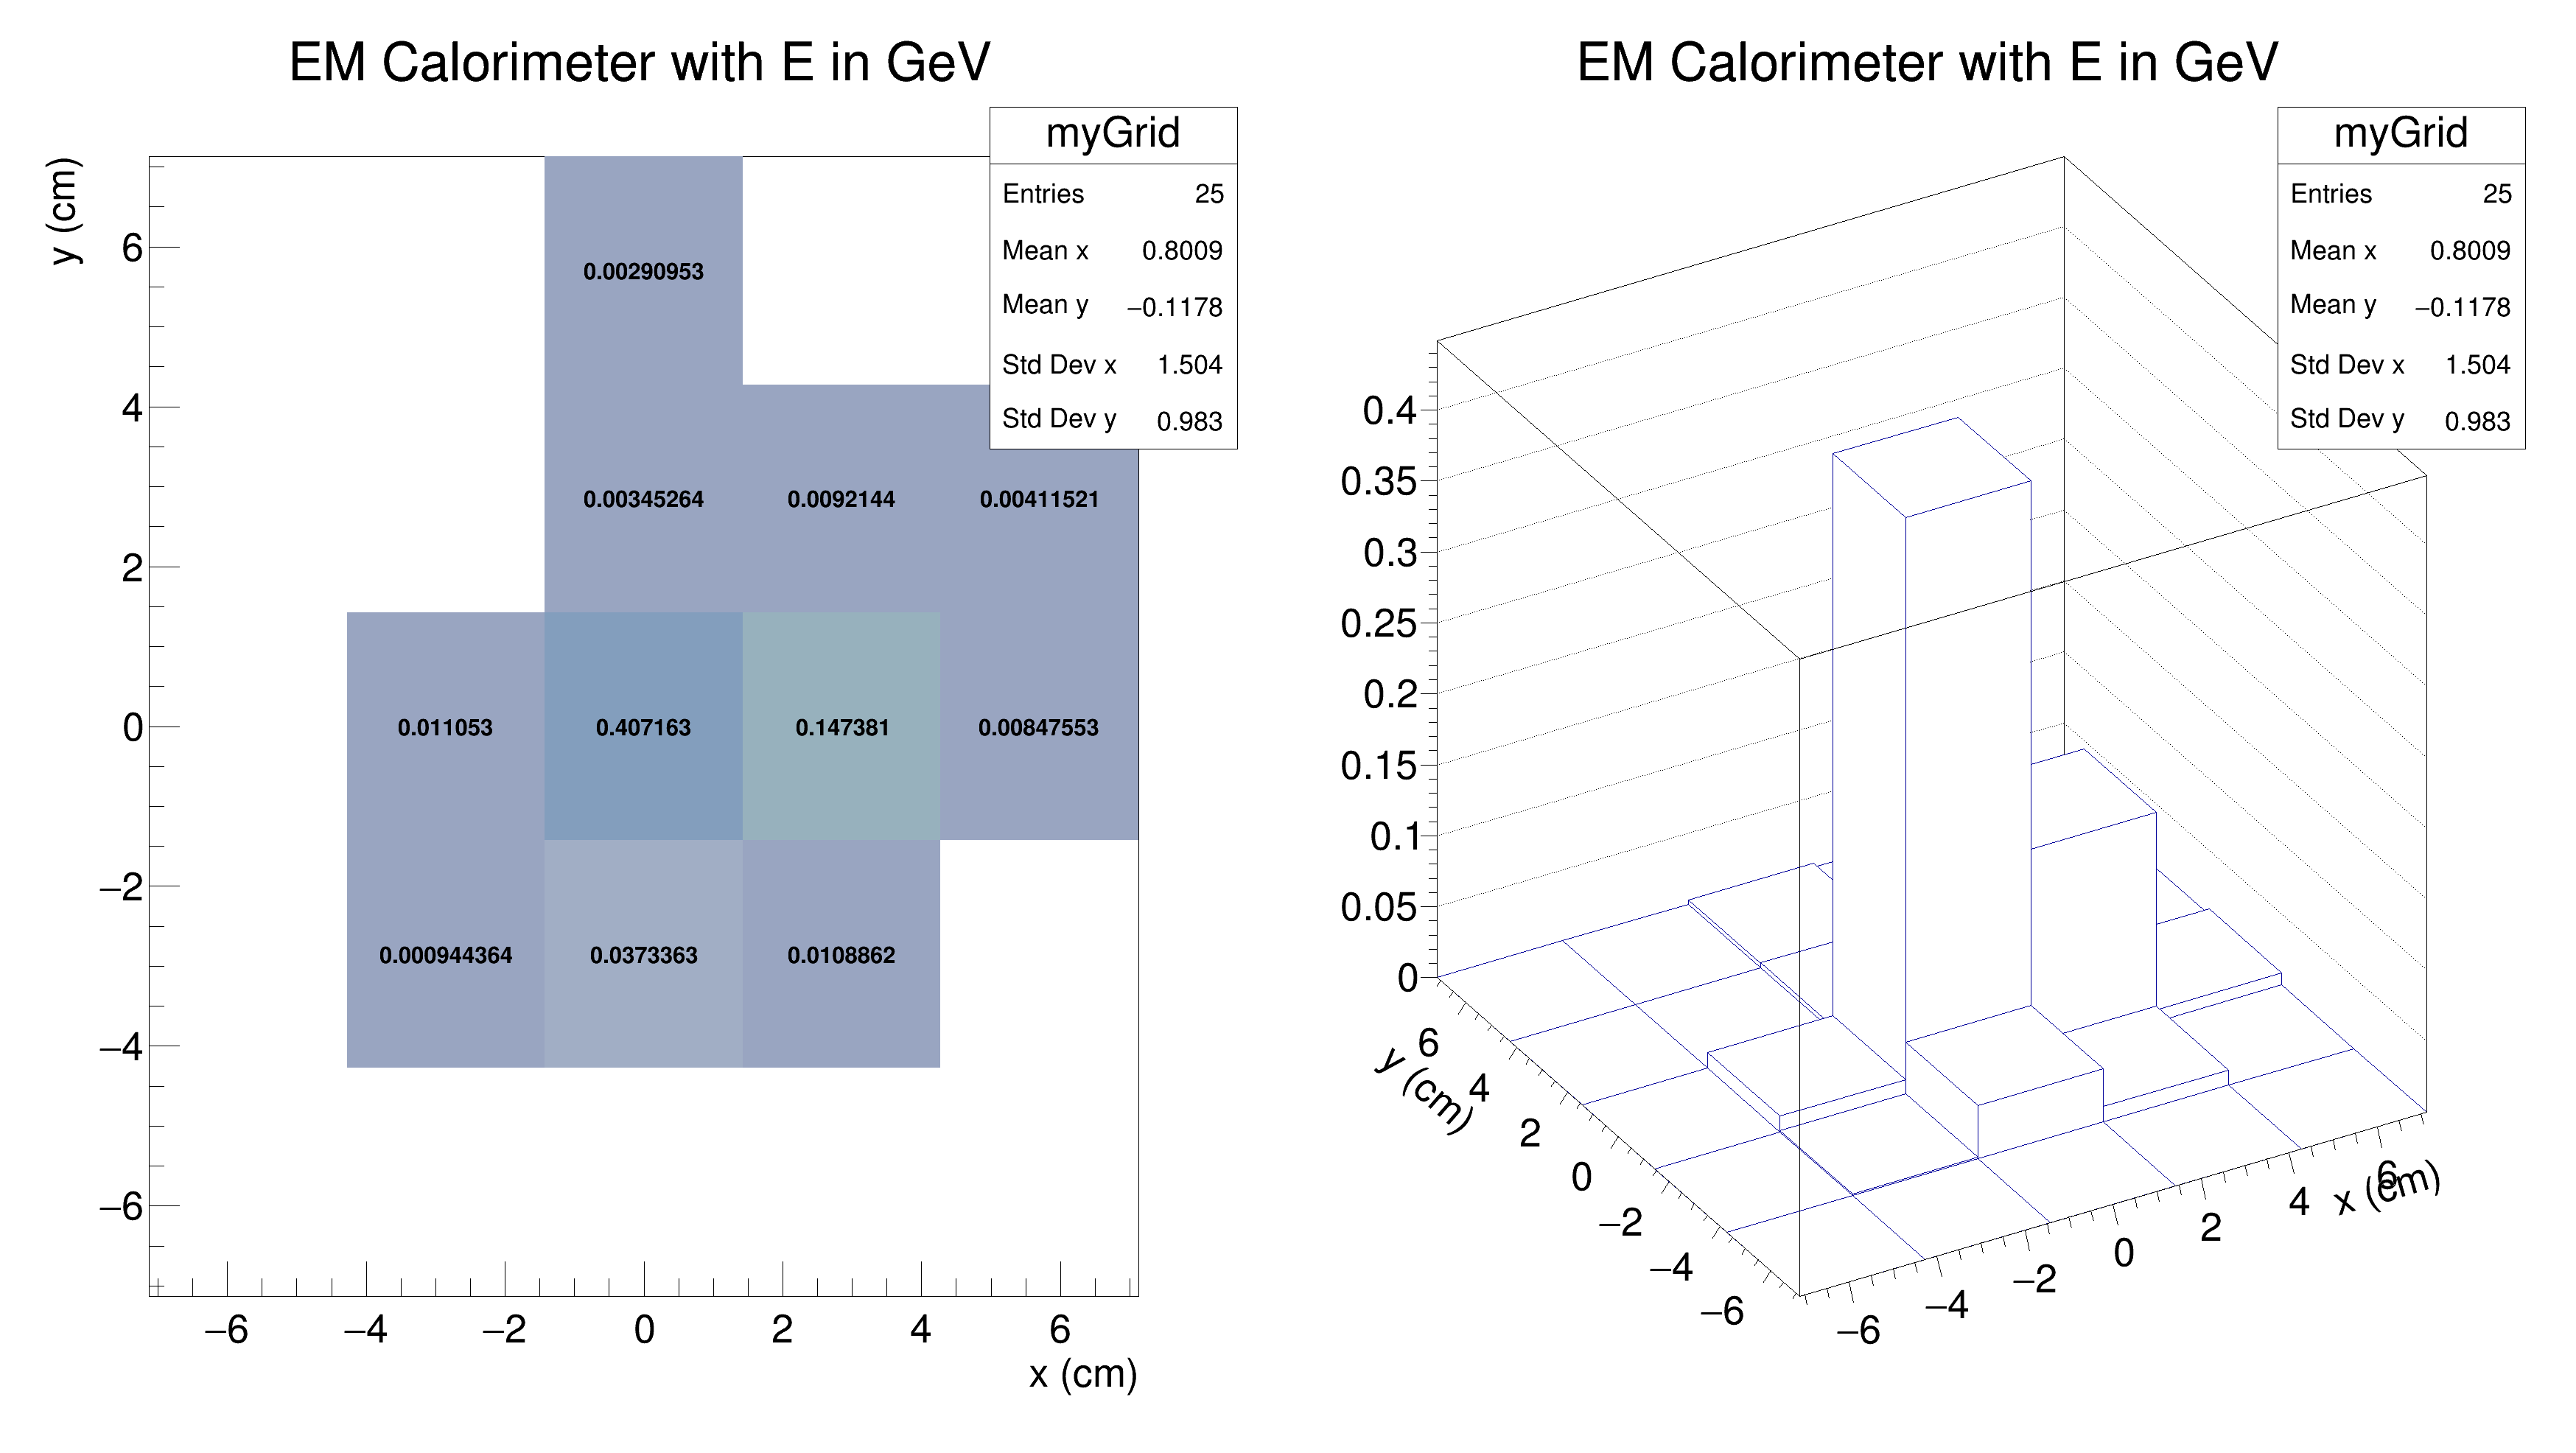 EM Calorimeter with E in GeV
myGrid
Entries 25
Mean x 0.8009
Mean y −0.1178
Std Dev x 1.504
Std Dev y 0.983
y (cm)
6
4
2
0
−2
−4
−6
0.00290953
0.00345264 0.0092144 0.00411521
0.011053 0.407163 0.147381 0.00847553
0.000944364 0.0373363 0.0108862
−6 −4 −2 0 2 4 6
x (cm)
EM Calorimeter with E in GeV
myGrid
Entries 25
Mean x 0.8009
Mean y −0.1178
Std Dev x 1.504
Std Dev y 0.983
0.4
0.35
0.3
0.25
0.2
0.15
0.1
0.05
0
y (cm)
6
4
2
0
−2
−4
−6
−6
−4
−2
0
2
4
6
x (cm)